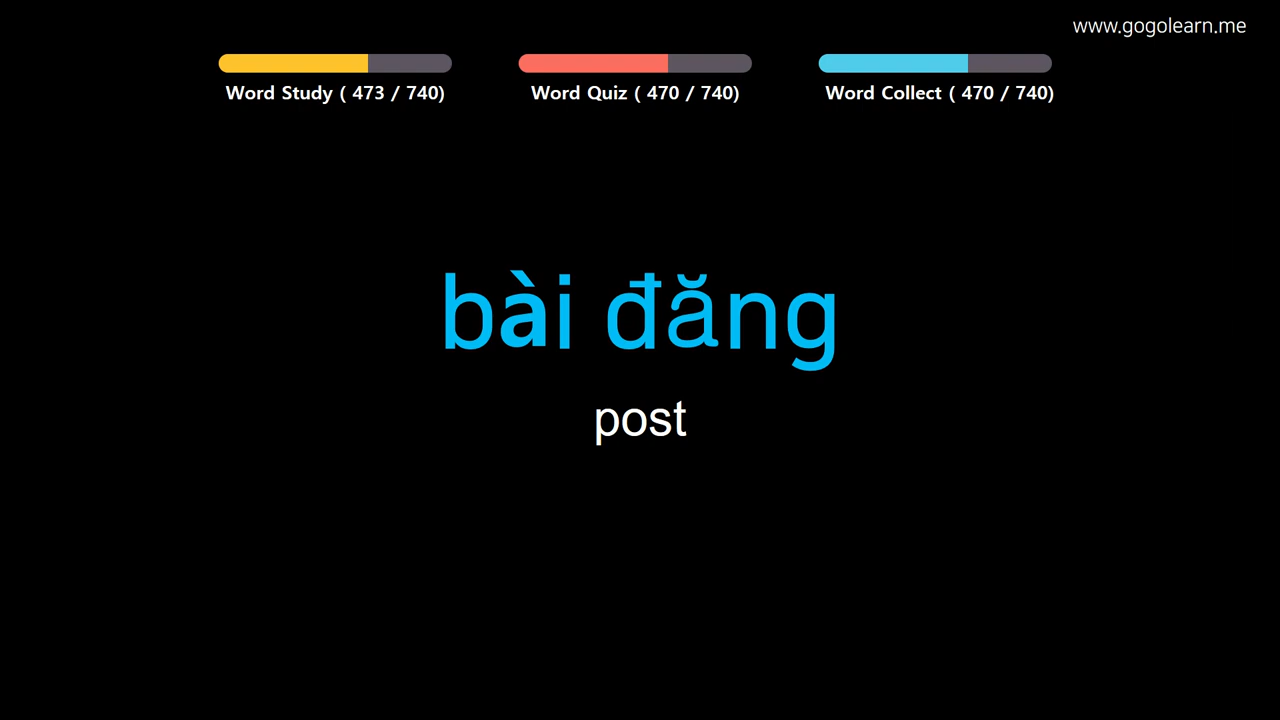 www.gogolearn.me
Word Study ( 473 / 740)
Word Quiz ( 470 / 740)
Word Collect ( 470 / 740)
bài đăng
post